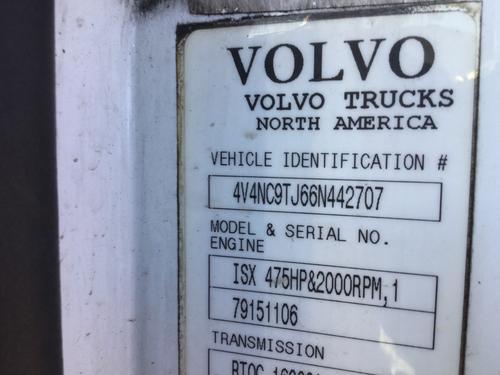 VOLVO
VOLVO TRUCKS
NORTH AMERICA
VEHICLE IDENTIFICATION #
4V4NC9TJ66N442707
MODEL & SERIAL NO.
ENGINE
ISX 475HP&2000RPM,1
79151106
TRANSMISSION